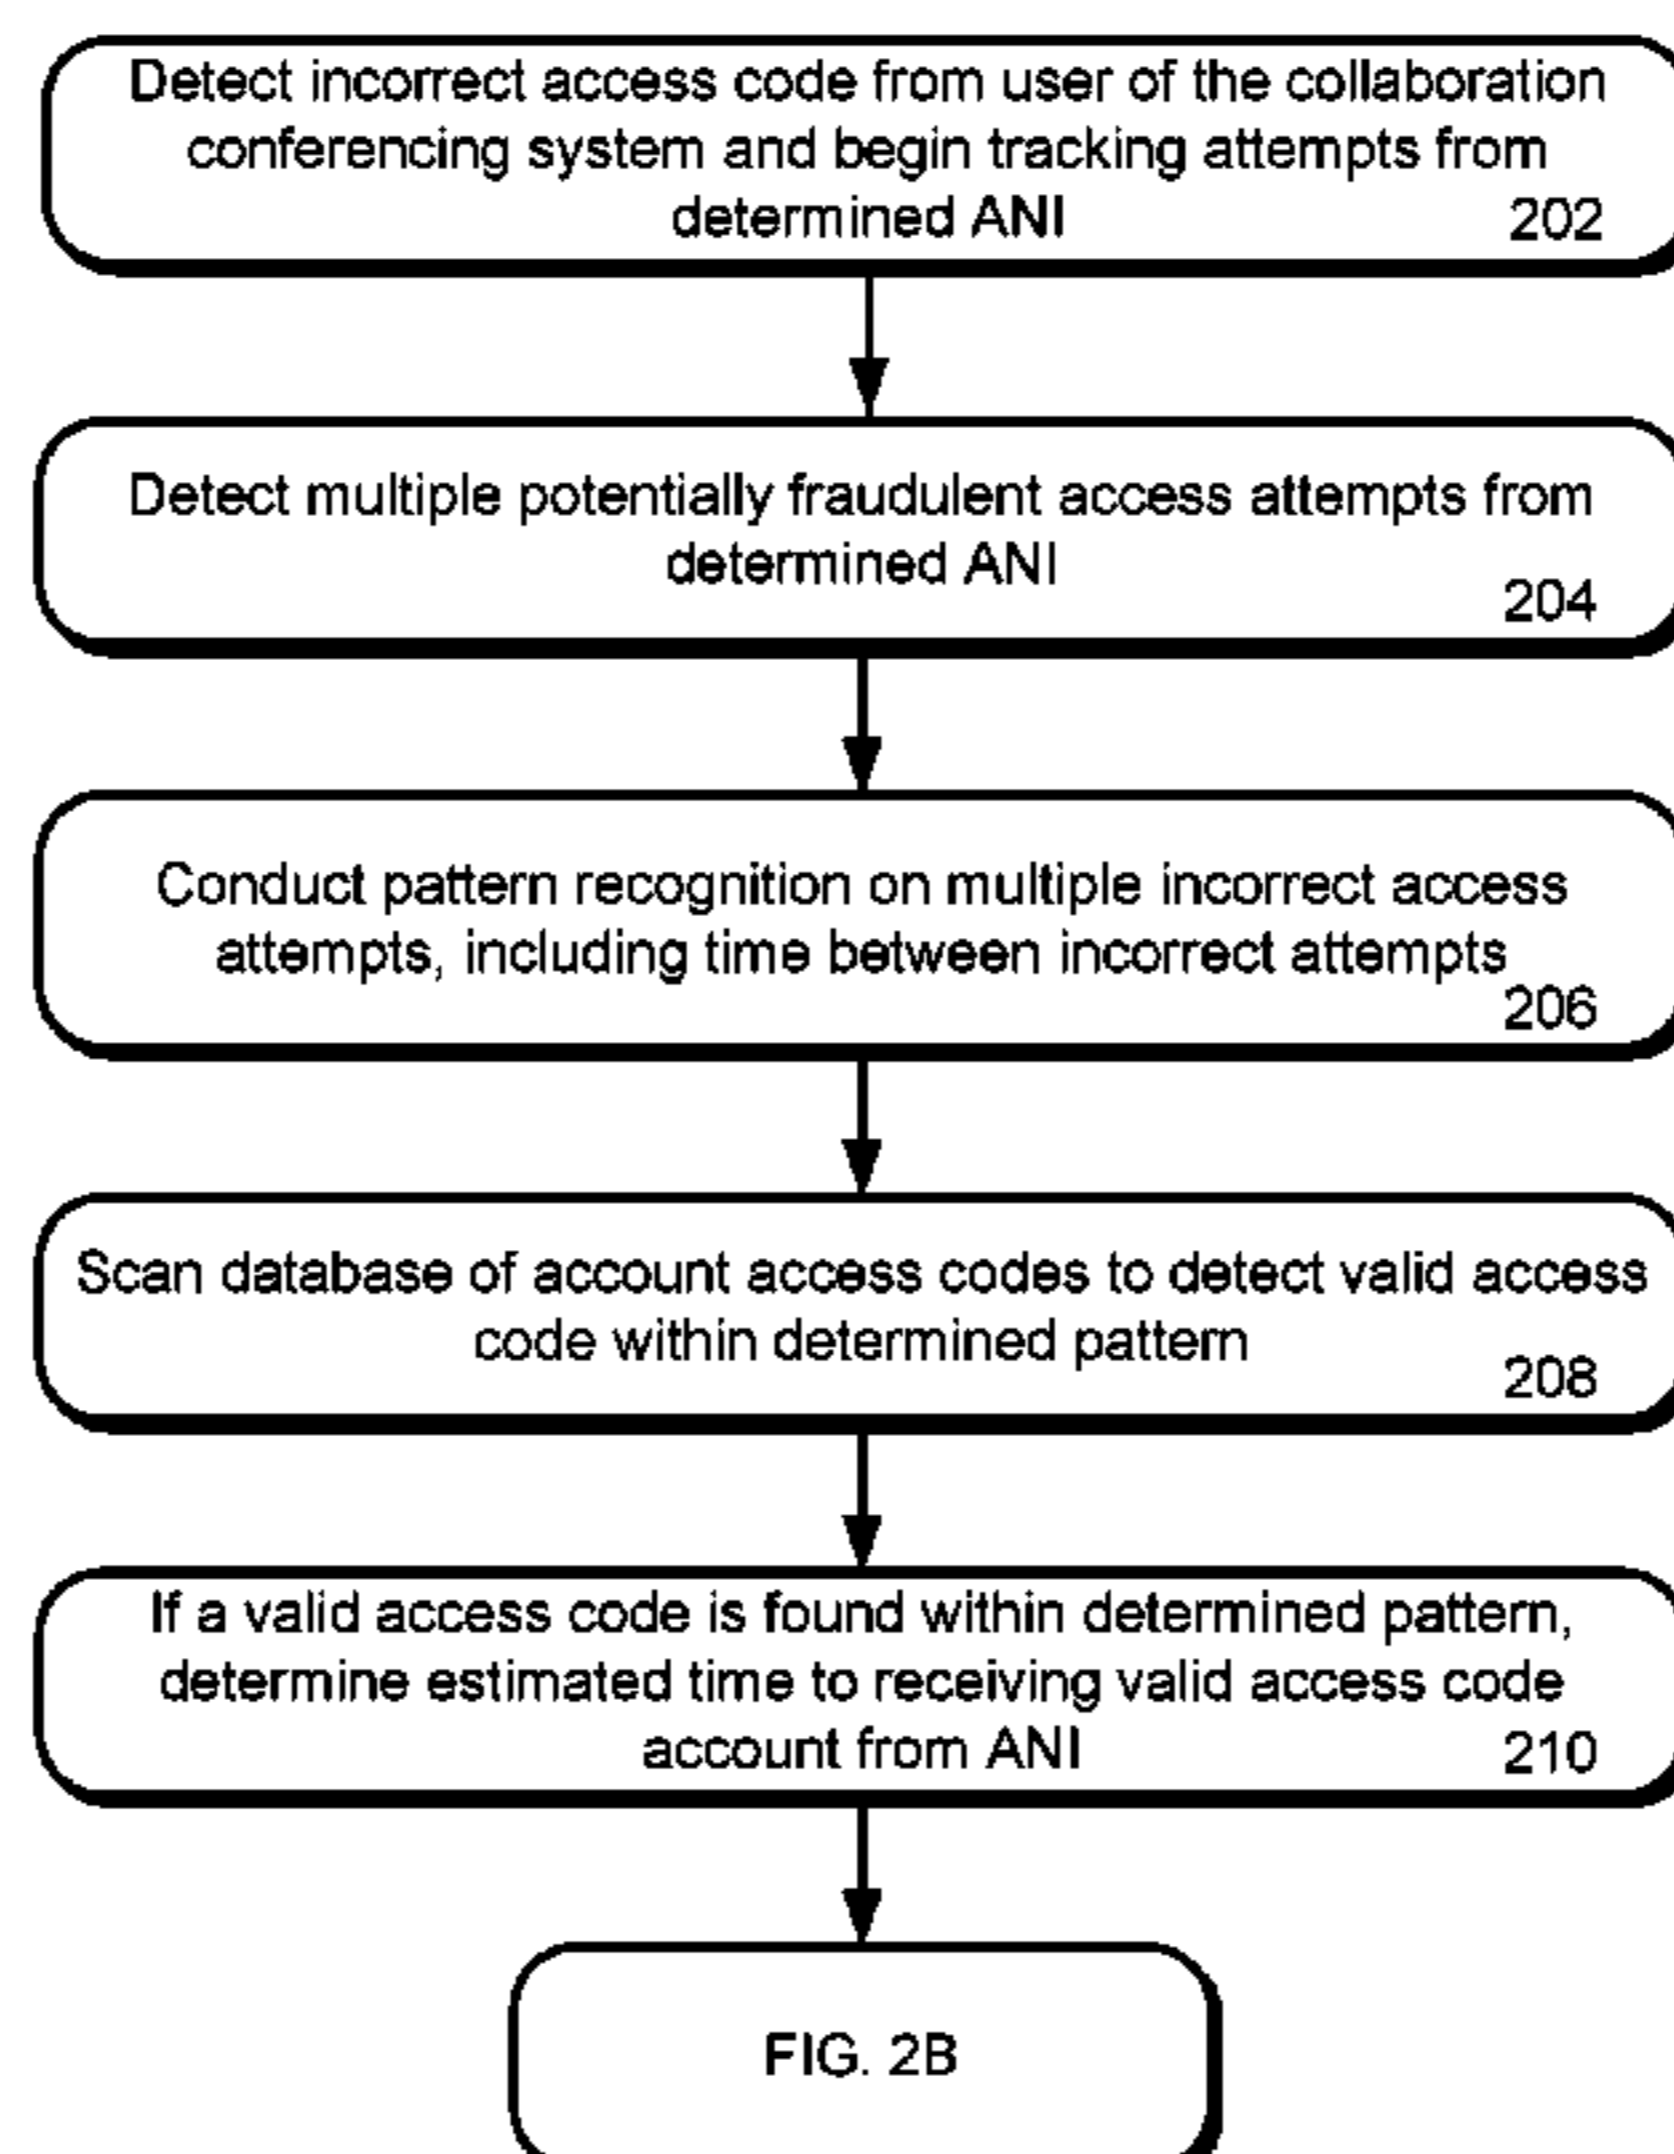 Detect incorrect access code from user of the collaboration
conferencing system and begin tracking attempts from
determined ANI
202
Detect multiple potentially fraudulent access attempts from
determined ANI
204
Conduct pattern recognition on multiple incorrect access
attempts, including time between incorrect attempts
206
Scan database of account access codes to detect valid access
code within determined pattern
208
If a valid access code is found within determined pattern,
determine estimated time to receiving valid access code
account from ANI
210
FIG. 2B